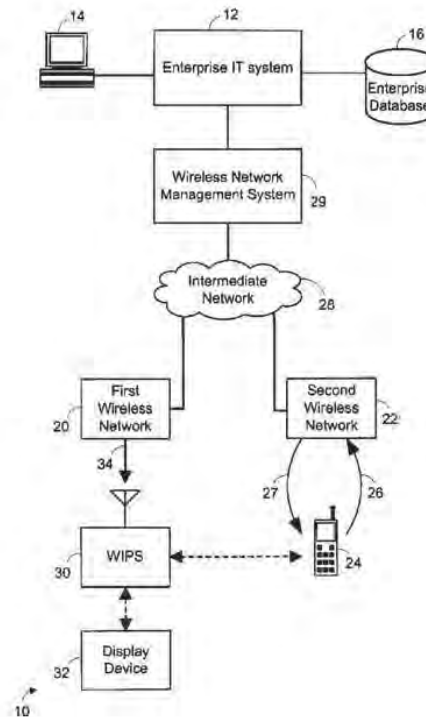 14
12
16
Enterprise IT system
Enterprise
Database
Wireless Network
Management System
29
Intermediate
Network
28
First
Wireless
Network
20
Second
Wireless
Network
22
34
27
26
WIPS
30
24
Display
Device
32
10